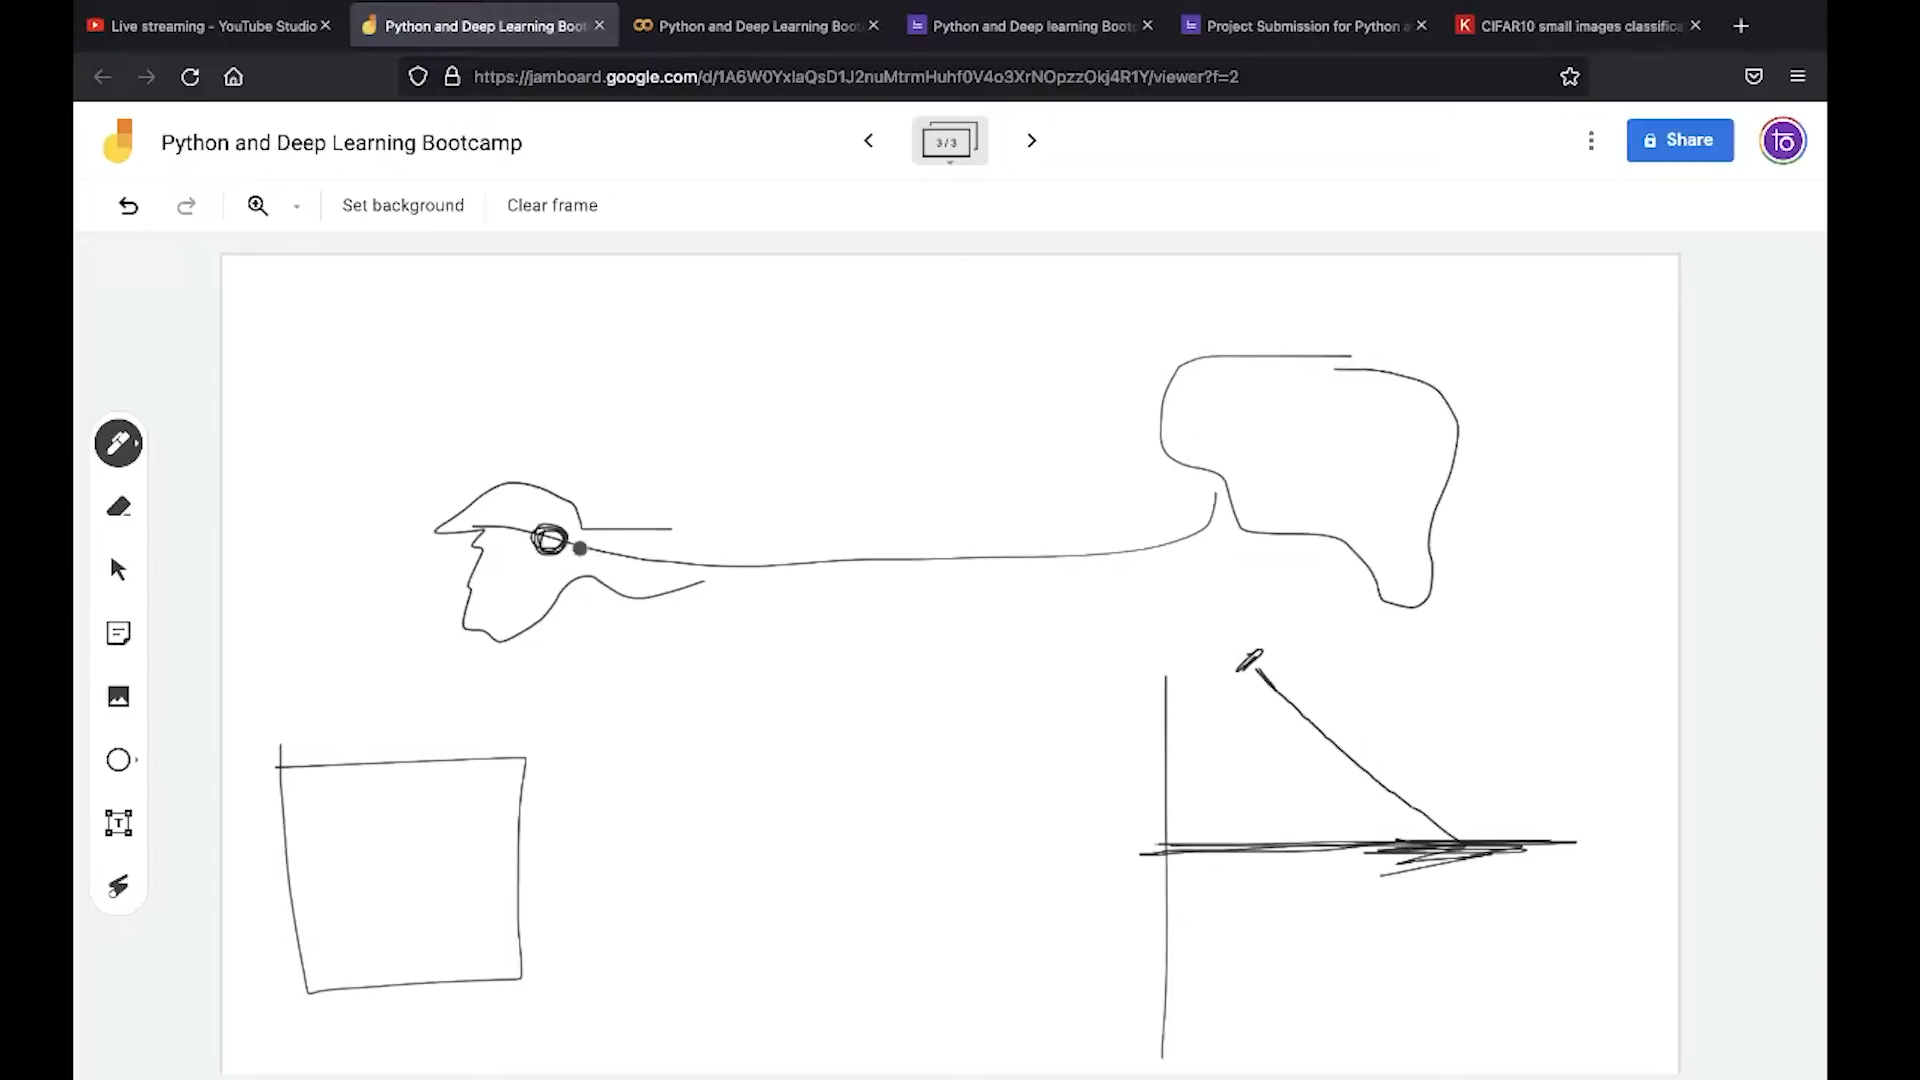 Live streaming - YouTube Studio
Python and Deep Learning Boot
Python and Deep Learning Boot
Python and Deep learning Boot
Project Submission for Python a
K CIFAR10 small images classifica
https://jamboard.google.com/d/1A6W0YxlaQsD1J2nuMtrmHuhf0V4o3XrNOpzzOkj4R1Y/viewer?f=2
Python and Deep Learning Bootcamp
3/3
Share
to
Set background
Clear frame
T